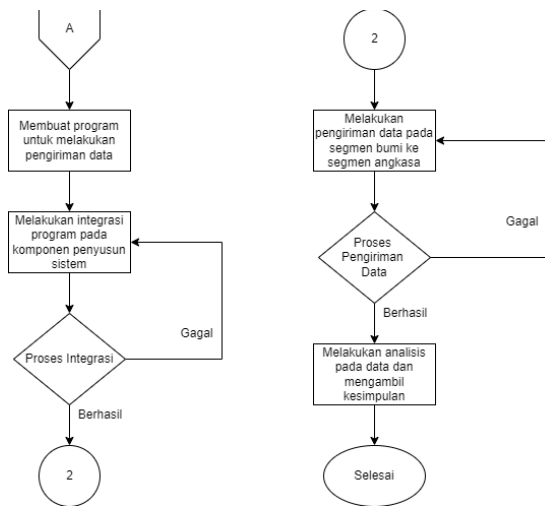 A
Membuat program
untuk melakukan
pengiriman data
Melakukan integrasi
program pada
komponen penyusun
sistem
Gagal
Proses Integrasi
Berhasil
2
2
Melakukan
pengiriman data pada
segmen bumi ke
segmen angkasa
Gagal
Proses
Pengiriman
Data
Berhasil
Melakukan analisis
pada data dan
mengambil
kesimpulan
Selesai